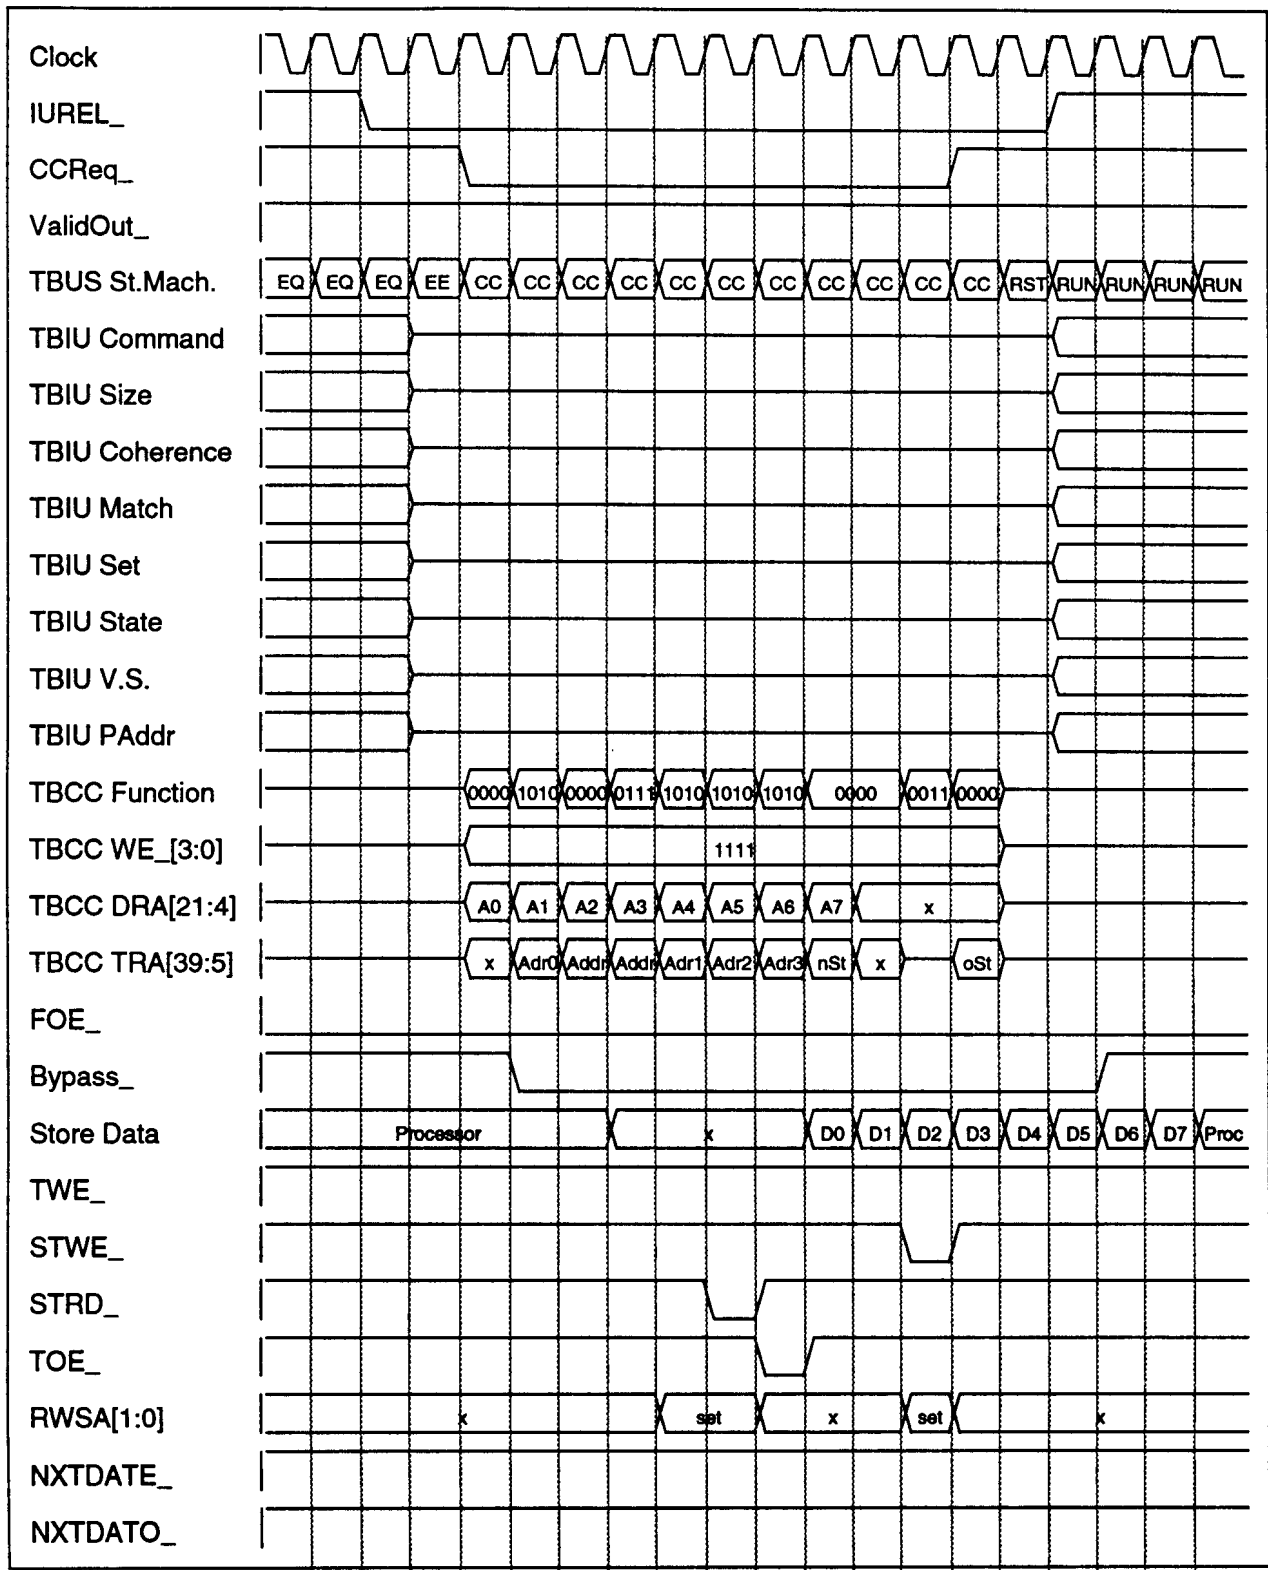 Clock
IUREL_
CCReq_
ValidOut_
TBUS St.Mach. EQ EQ EQ EE CC CC CC CC CC CC CC CC CC CC CC RST RUN RUN RUN RUN
TBIU Command
TBIU Size
TBIU Coherence
TBIU Match
TBIU Set
TBIU State
TBIU V.S.
TBIU PAddr
TBCC Function 0000 1010 0000 0111 1010 1010 1010 0000 0011 0000
TBCC WE_[3:0] 1111
TBCC DRA[21:4] A0 A1 A2 A3 A4 A5 A6 A7 x
TBCC TRA[39:5] x Adr0 Addr Addr Adr1 Adr2 Adr3 nSt x oSt
FOE_
Bypass_
Store Data Processor x D0 D1 D2 D3 D4 D5 D6 D7 Proc
TWE_
STWE_
STRD_
TOE_
RWSA[1:0] x set x set x
NXTDATE_
NXTDATO_